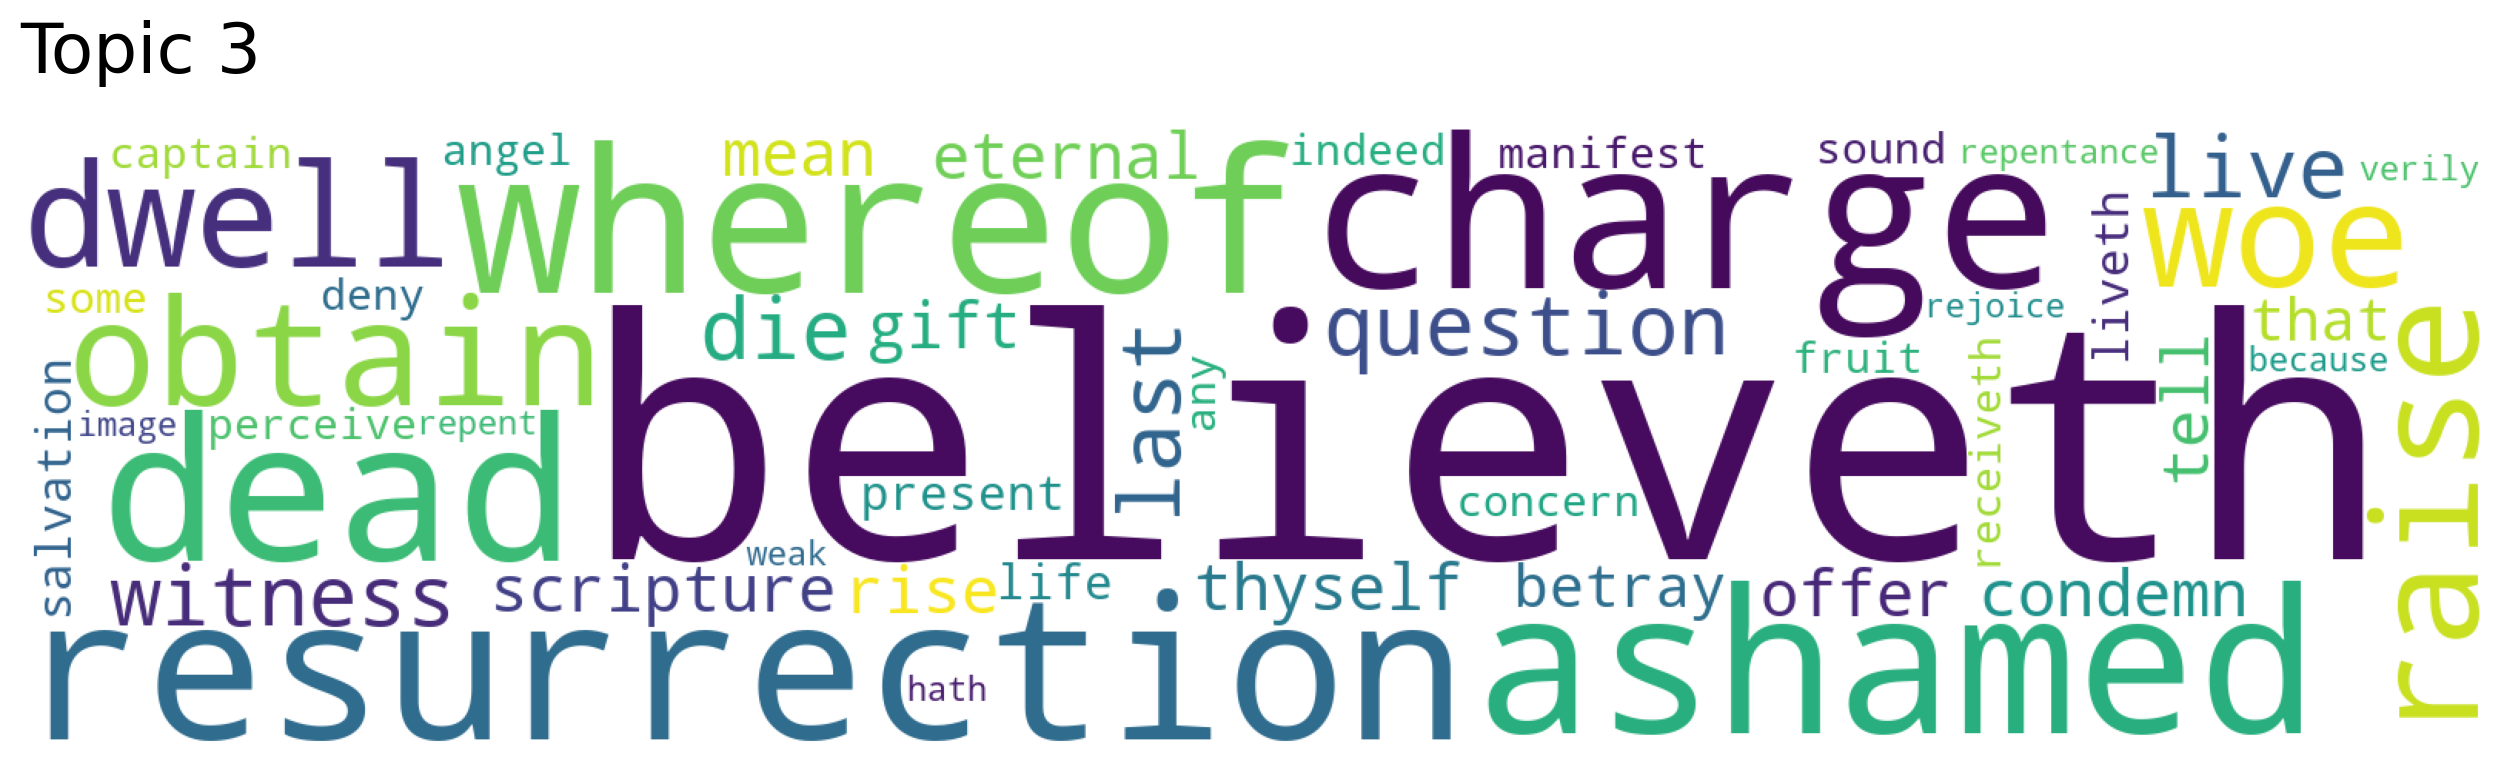 Topic 3
captain angel mean eternal indeed manifest sound repentance live verily
dwell whereof charge liveth woe
some deny die gift question rejoice that
obtain last any fruit tell because raise
salvation image perceive repent
dead believeth present concern receiveth
weak
witness scripture rise life thyself betray offer condemn
resurrection hath ashamed